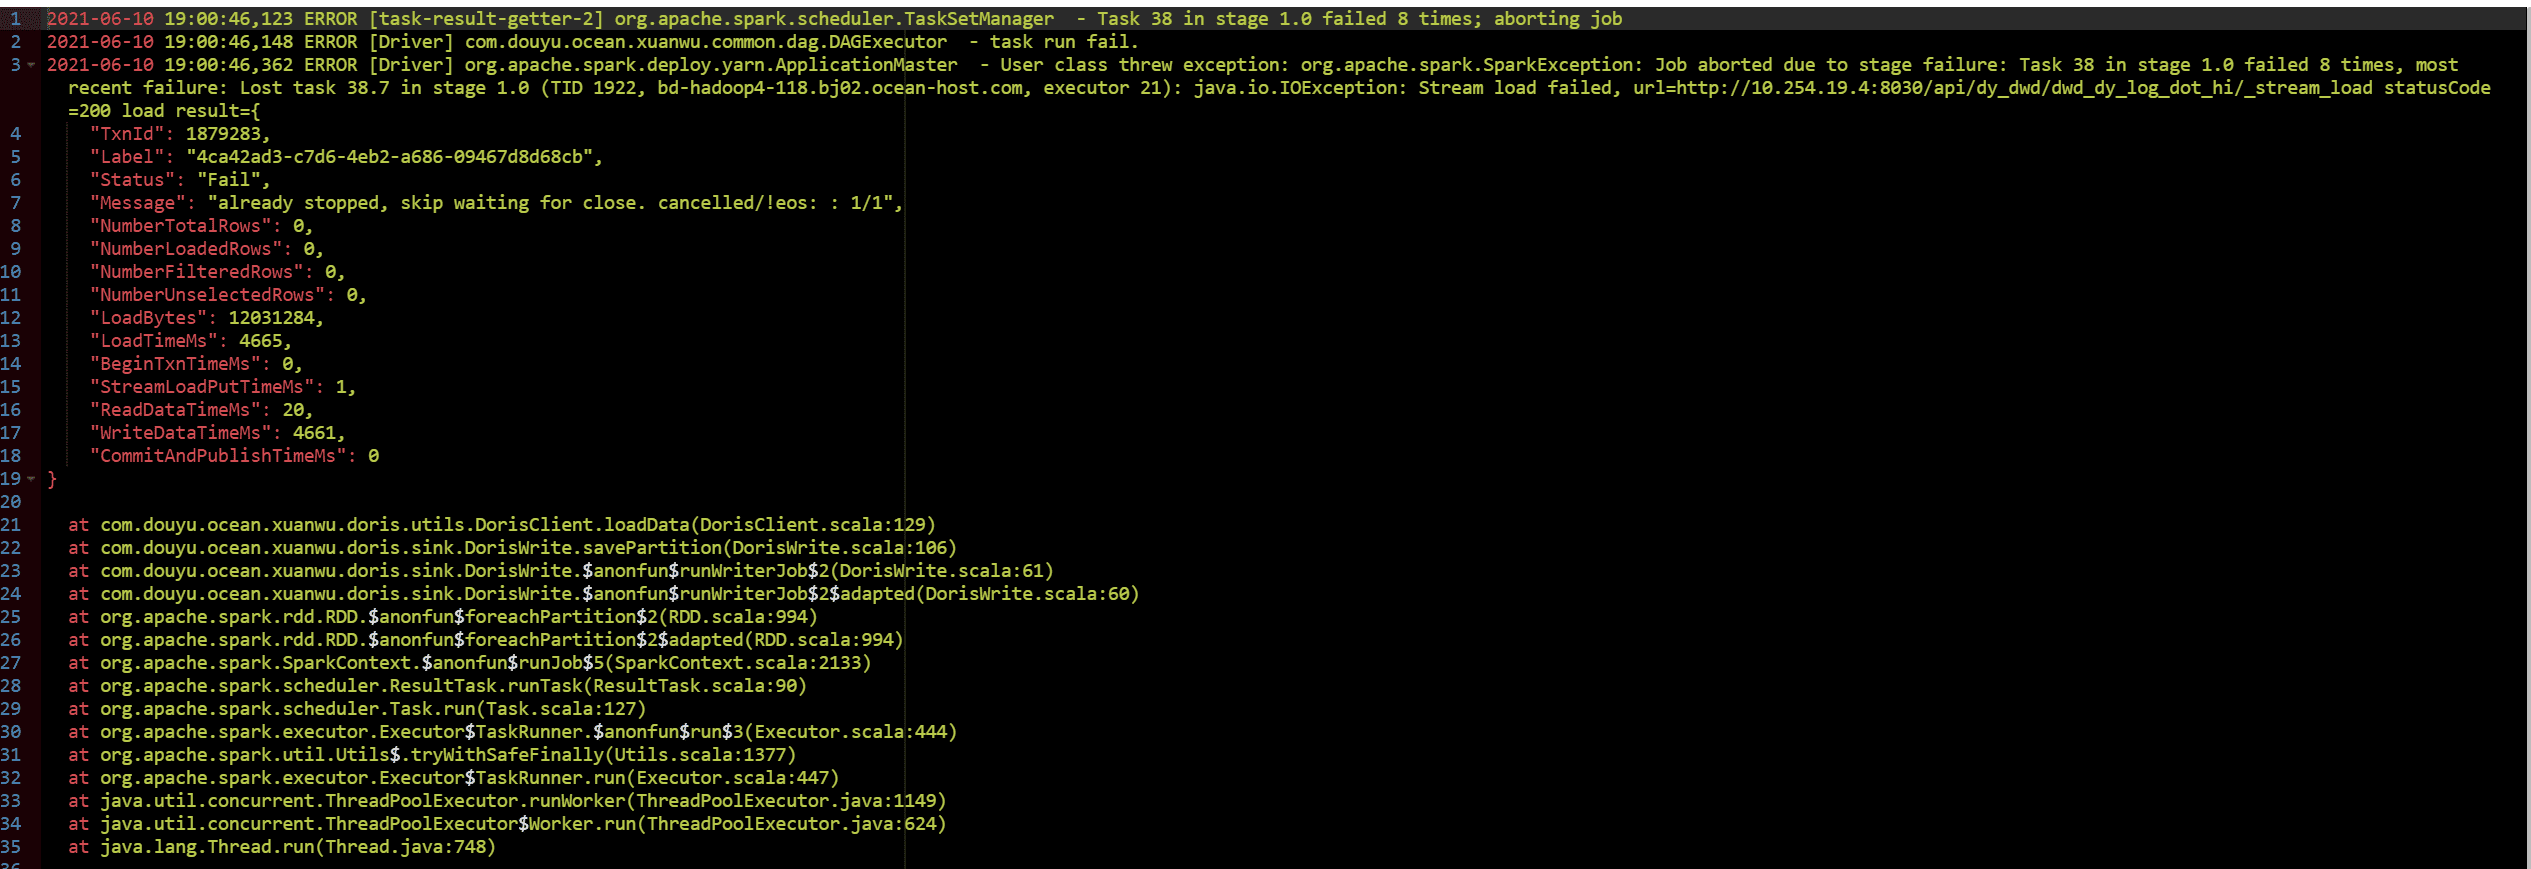 1 2021-06-10 19:00:46,123 ERROR [task-result-getter-2] org.apache.spark.scheduler.TaskSetManager  - Task 38 in stage 1.0 failed 8 times; aborting job
2 2021-06-10 19:00:46,148 ERROR [Driver] com.douyu.ocean.xuanwu.common.dag.DAGExecutor  - task run fail.
3 2021-06-10 19:00:46,362 ERROR [Driver] org.apache.spark.deploy.yarn.ApplicationMaster  - User class threw exception: org.apache.spark.SparkException: Job aborted due to stage failure: Task 38 in stage 1.0 failed 8 times, most
recent failure: Lost task 38.7 in stage 1.0 (TID 1922, bd-hadoop4-118.bj02.ocean-host.com, executor 21): java.io.IOException: Stream load failed, url=http://10.254.19.4:8030/api/dy_dwd/dwd_dy_log_dot_hi/_stream_load statusCode
=200 load result={
4 "TxnId": 1879283,
5 "Label": "4ca42ad3-c7d6-4eb2-a686-09467d8d68cb",
6 "Status": "Fail",
7 "Message": "already stopped, skip waiting for close. cancelled/!eos: : 1/1",
8 "NumberTotalRows": 0,
9 "NumberLoadedRows": 0,
10 "NumberFilteredRows": 0,
11 "NumberUnselectedRows": 0,
12 "LoadBytes": 12031284,
13 "LoadTimeMs": 4665,
14 "BeginTxnTimeMs": 0,
15 "StreamLoadPutTimeMs": 1,
16 "ReadDataTimeMs": 20,
17 "WriteDataTimeMs": 4661,
18 "CommitAndPublishTimeMs": 0
19 }
20
21 at com.douyu.ocean.xuanwu.doris.utils.DorisClient.loadData(DorisClient.scala:129)
22 at com.douyu.ocean.xuanwu.doris.sink.DorisWrite.savePartition(DorisWrite.scala:106)
23 at com.douyu.ocean.xuanwu.doris.sink.DorisWrite.$anonfun$runWriterJob$2(DorisWrite.scala:61)
24 at com.douyu.ocean.xuanwu.doris.sink.DorisWrite.$anonfun$runWriterJob$2$adapted(DorisWrite.scala:60)
25 at org.apache.spark.rdd.RDD.$anonfun$foreachPartition$2(RDD.scala:994)
26 at org.apache.spark.rdd.RDD.$anonfun$foreachPartition$2$adapted(RDD.scala:994)
27 at org.apache.spark.SparkContext.$anonfun$runJob$5(SparkContext.scala:2133)
28 at org.apache.spark.scheduler.ResultTask.runTask(ResultTask.scala:90)
29 at org.apache.spark.scheduler.Task.run(Task.scala:127)
30 at org.apache.spark.executor.Executor$TaskRunner.$anonfun$run$3(Executor.scala:444)
31 at org.apache.spark.util.Utils$.tryWithSafeFinally(Utils.scala:1377)
32 at org.apache.spark.executor.Executor$TaskRunner.run(Executor.scala:447)
33 at java.util.concurrent.ThreadPoolExecutor.runWorker(ThreadPoolExecutor.java:1149)
34 at java.util.concurrent.ThreadPoolExecutor$Worker.run(ThreadPoolExecutor.java:624)
35 at java.lang.Thread.run(Thread.java:748)
36